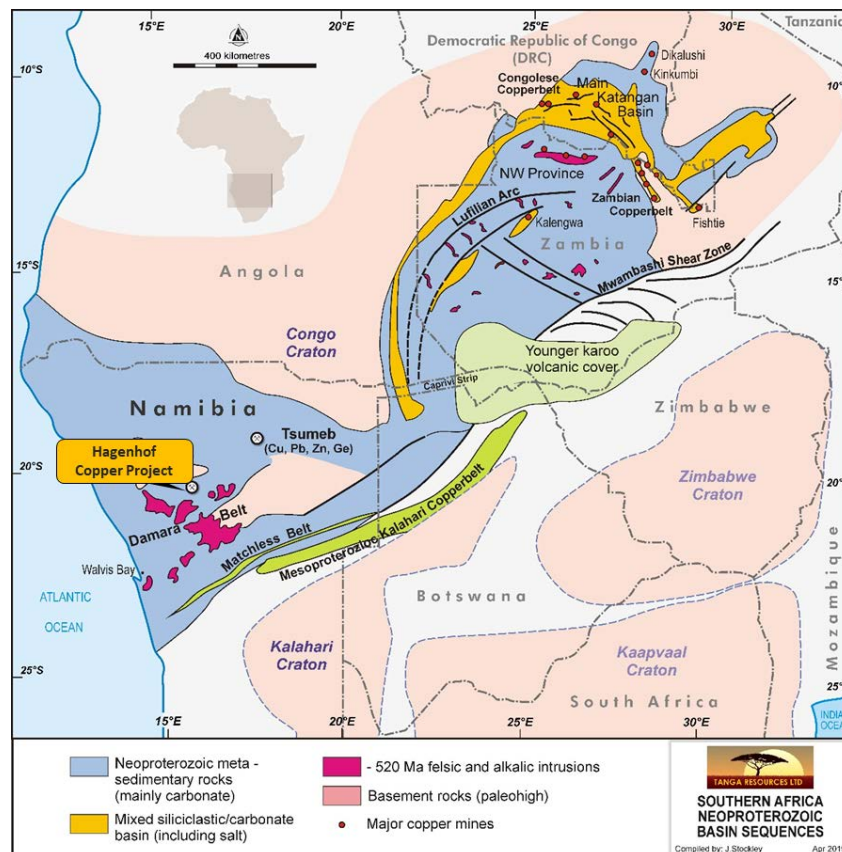 15°E
20°E
25°E
30°E
Tanzania
N
400 kilometres
Democratic Republic of Congo
(DRC)
Dikalushi
Kinkumbi
10°S
10°S
Congolese
Copperbelt
Main
Katangan
Basin
NW Province
Lufilian Arc
Zambian
Copperbelt
Fishtie
Kalengwa
Zambia
Mwambashi Shear Zone
Angola
15°S
15°S
Congo
Craton
Younger karoo
volcanic cover
Caprivi Strip
Namibia
Zimbabwe
Tsumeb
(Cu, Pb, Zn, Ge)
Hagenhof
Copper Project
20°S
20°S
Zimbabwe
Craton
Damara Belt
Matchless Belt
Mesoproterozoic Kalahari Copperbelt
Walvis Bay
Botswana
Mozambique
ATLANTIC
OCEAN
Kalahari
Craton
Kaapvaal
Craton
25°S
25°S
South Africa
INDIA
OCEA
15°E
20°E
25°E
30°E
Neoproterozoic meta -
sedimentary rocks
(mainly carbonate)
Mixed siliciclastic/carbonate
basin (including salt)
- 520 Ma felsic and alkalic intrusions
Basement rocks (paleohigh)
Major copper mines
TANGA RESOURCES LTD
SOUTHERN AFRICA
NEOPROTEROZOIC
BASIN SEQUENCES
Compiled by: J.Stockley